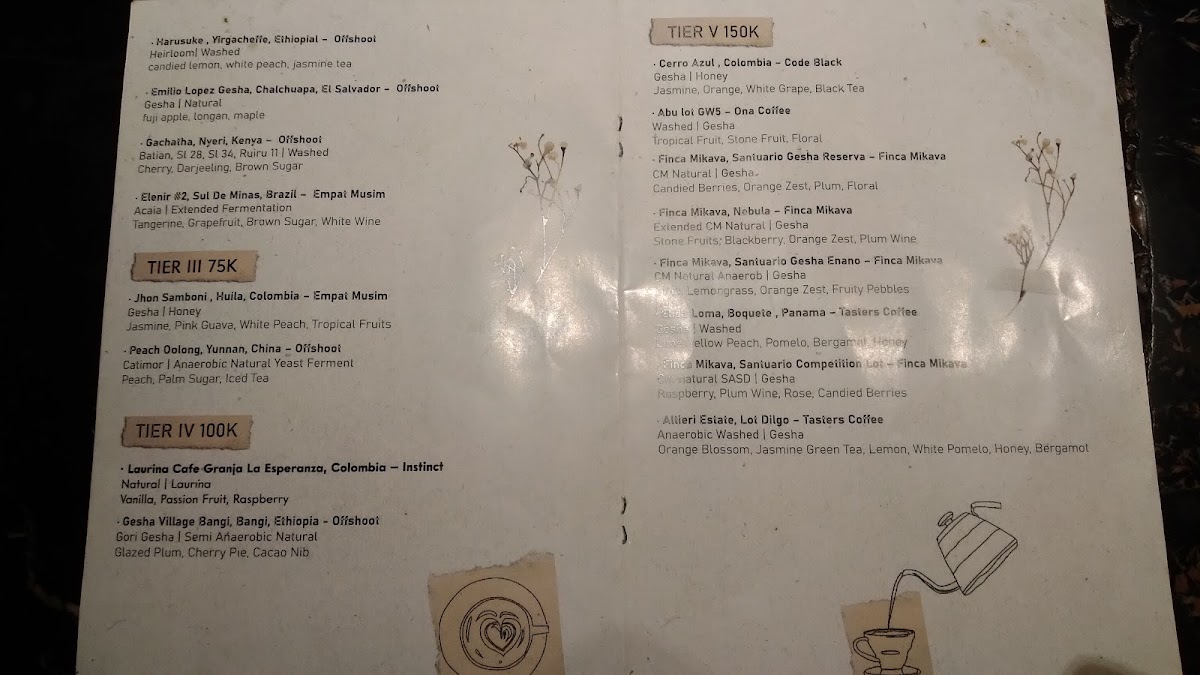 · Harusuke , Yirgacheffe, Ethiopial - Offshoot
Heirloom| Washed
candied lemon, white peach, jasmine tea
· Emilio Lopez Gesha, Chalchuapa, El Salvador - Offshoot
Gesha | Natural
fuji apple, longan, maple
· Gachatha, Nyeri, Kenya - Offshoot
Batian, Sl 28, Sl 34, Ruiru 11 | Washed
Cherry, Darjeeling, Brown Sugar
· Elenir #2, Sul De Minas, Brazil - Empat Musim
Acaia | Extended Fermentation
Tangerine, Grapefruit, Brown Sugar, White Wine
TIER III 75K
· Jhon Samboni , Huila, Colombia - Empat Musim
Gesha | Honey
Jasmine, Pink Guava, White Peach, Tropical Fruits
· Peach Oolong, Yunnan, China - Offshoot
Catimor | Anaerobic Natural Yeast Ferment
Peach, Palm Sugar, Iced Tea
TIER IV 100K
· Laurina Cafe Granja La Esperanza, Colombia – Instinct
Natural | Laurina
Vanilla, Passion Fruit, Raspberry
· Gesha Village Bangi, Bangi, Ethiopia - Offshoot
Gori Gesha | Semi Anaerobic Natural
Glazed Plum, Cherry Pie, Cacao Nib
TIER V 150K
· Cerro Azul , Colombia - Code Black
Gesha | Honey
Jasmine, Orange, White Grape, Black Tea
· Abu lot GW5 - Ona Coffee
Washed | Gesha
Tropical Fruit, Stone Fruit, Floral
· Finca Mikava, Santuario Gesha Reserva - Finca Mikava
CM Natural | Gesha
Candied Berries, Orange Zest, Plum, Floral
· Finca Mikava, Nebula - Finca Mikava
Extended CM Natural | Gesha
Stone Fruits, Blackberry, Orange Zest, Plum Wine
· Finca Mikava, Santuario Gesha Enano - Finca Mikava
CM Natural Anaerob | Gesha
Lemongrass, Orange Zest, Fruity Pebbles
Loma, Boquete , Panama - Tasters Coffee
Gesha | Washed
Yellow Peach, Pomelo, Bergamot, Honey
· Finca Mikava, Santuario Competition Lot - Finca Mikava
natural SASD | Gesha
Raspberry, Plum Wine, Rose, Candied Berries
· Altieri Estate, Lot Dilgo - Tasters Coffee
Anaerobic Washed | Gesha
Orange Blossom, Jasmine Green Tea, Lemon, White Pomelo, Honey, Bergamot